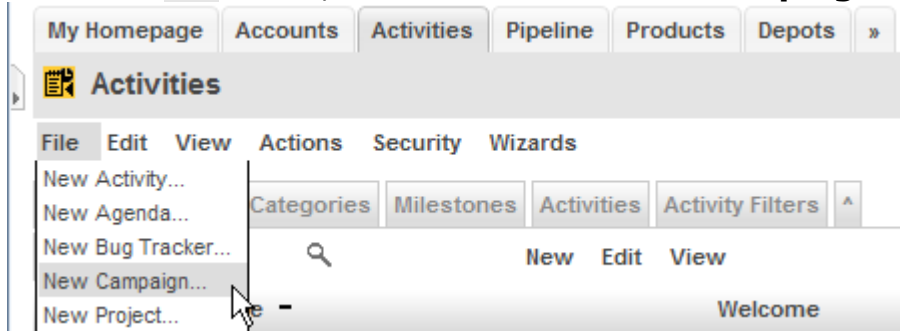 My Homepage Accounts Activities Pipeline Products Depots »
Activities
File Edit View Actions Security Wizards
New Activity...
Categories Milestones Activities Activity Filters ^
New Agenda...
New Bug Tracker...
New Edit View
New Campaign...
Welcome
New Project...